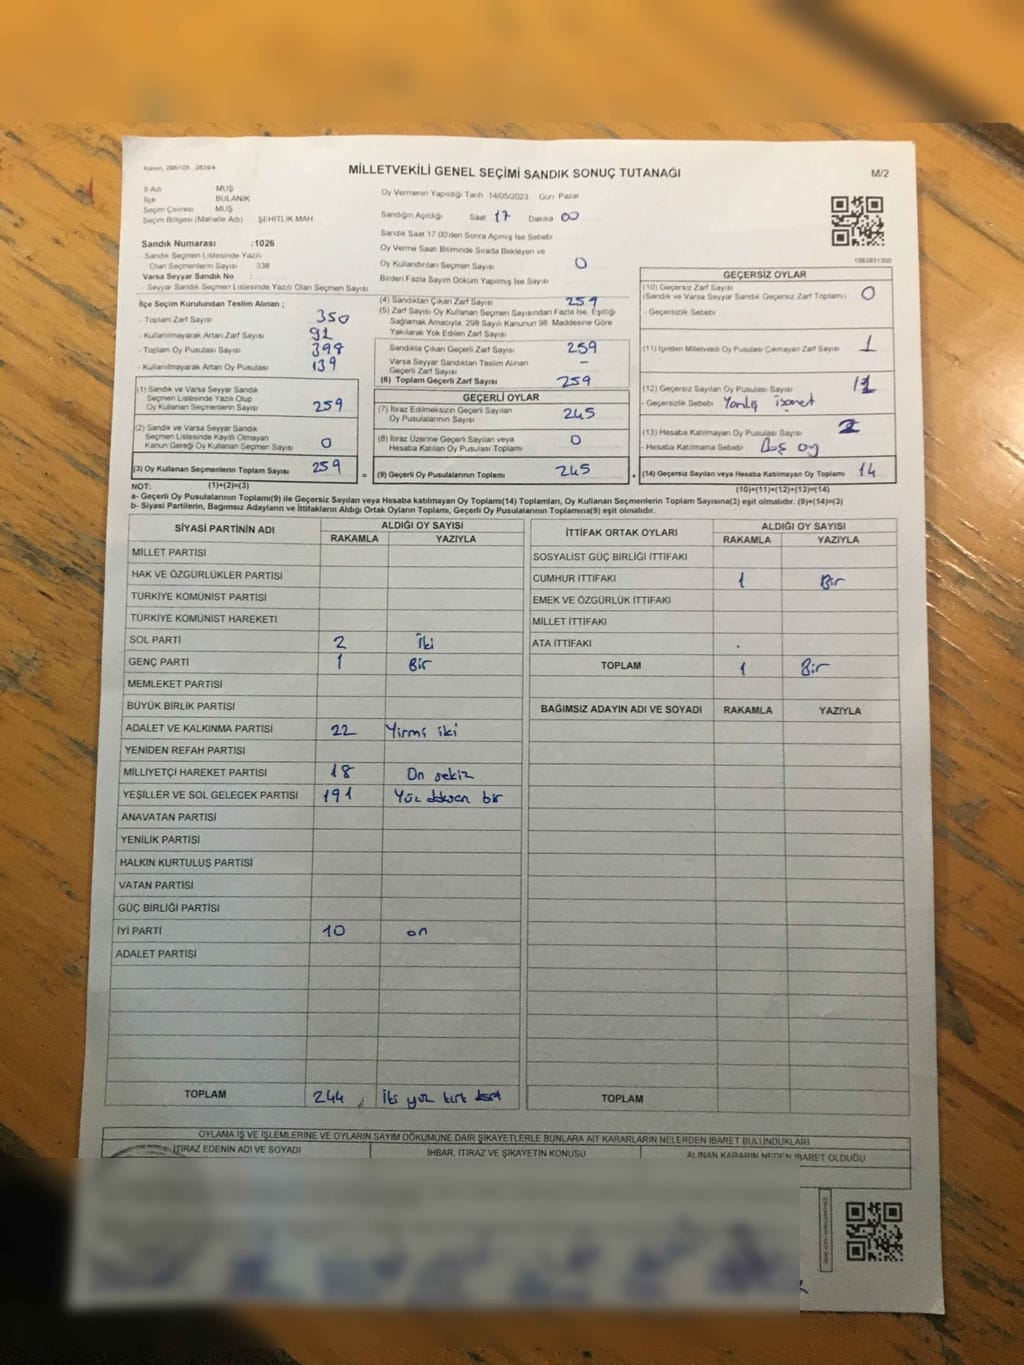 Kanun, 298/105 , 2839/4
MİLLETVEKİLİ GENEL SEÇİMİ SANDIK SONUÇ TUTANAĞI
M/2
İl Adı MUŞ
İlçe BULANIK
Seçim Çevresi MUŞ
Seçim Bölgesi (Mahalle Adı) ŞEHİTLİK MAH
Sandık Numarası :1026
- Sandık Seçmen Listesinde Yazılı
Olan Seçmenlerin Sayısı 338
Varsa Seyyar Sandık No :
- Seyyar Sandık Seçmen Listesinde Yazılı Olan Seçmen Sayısı
Oy Vermenin Yapıldığı Tarih 14/05/2023 Gün Pazar
Sandığın Açıldığı Saat 17 Dakika 00
Sandık Saat 17.00'den Sonra Açılmış İse Sebebi
Oy Verme Saati Bitiminde Sırada Bekleyen ve
Oy Kullandırılan Seçmen Sayısı 0
Birden Fazla Sayım Döküm Yapılmış İse Sayısı
İlçe Seçim Kurulundan Teslim Alınan ;
- Toplam Zarf Sayısı 350
- Kullanılmayarak Artan Zarf Sayısı 91
- Toplam Oy Pusulası Sayısı 398
- Kullanılmayarak Artan Oy Pusulası 139
(1) Sandık ve Varsa Seyyar Sandık
Seçmen Listesinde Yazılı Olup
Oy Kullanan Seçmenlerin Sayısı 259
(2) Sandık ve Varsa Seyyar Sandık
Seçmen Listesinde Kayıtlı Olmayan
Kanun Gereği Oy Kullanan Seçmen Sayısı 0
(3) Oy Kullanan Seçmenlerin Toplam Sayısı 259 =
(4) Sandıktan Çıkan Zarf Sayısı 259
(5) Zarf Sayısı Oy Kullanan Seçmen Sayısından Fazla İse, Eşitliği
Sağlamak Amacıyla, 298 Sayılı Kanunun 98. Maddesine Göre
Yakılarak Yok Edilen Zarf Sayısı
Sandıkta Çıkan Geçerli Zarf Sayısı 259
Varsa Seyyar Sandıktan Teslim Alınan
Geçerli Zarf Sayısı –
(6) Toplam Geçerli Zarf Sayısı 259
GEÇERLİ OYLAR
(7) İtiraz Edilmeksizin Geçerli Sayılan
Oy Pusulalarının Sayısı 245
(8) İtiraz Üzerine Geçerli Sayılan veya
Hesaba Katılan Oy Pusulası Toplamı 0
(9) Geçerli Oy Pusulalarının Toplamı 245 +
1083851300
GEÇERSİZ OYLAR
(10) Geçersiz Zarf Sayısı
(Sandık ve Varsa Seyyar Sandık Geçersiz Zarf Toplamı) 0
- Geçersizlik Sebebi
(11) İçinden Milletvekili Oy Pusulası Çıkmayan Zarf Sayısı 1
(12) Geçersiz Sayılan Oy Pusulası Sayısı 11
- Geçersizlik Sebebi Yanlış işaret
(13) Hesaba Katılmayan Oy Pusulası Sayısı 2
- Hesaba Katılmama Sebebi Boş oy
(14) Geçersiz Sayılan veya Hesaba Katılmayan Oy Toplamı 14
NOT: (1)+(2)=(3) (10)+(11)+(12)+(13)=(14)
a- Geçerli Oy Pusulalarının Toplamı(9) ile Geçersiz Sayılan veya Hesaba katılmayan Oy Toplamı(14) Toplamları, Oy Kullanan Seçmenlerin Toplam Sayısına(3) eşit olmalıdır. (9)+(14)=(3)
b- Siyasi Partilerin, Bağımsız Adayların ve İttifakların Aldığı Ortak Oyların Toplamı, Geçerli Oy Pusulalarının Toplamına(9) eşit olmalıdır.
SİYASİ PARTİNİN ADI ALDIĞI OY SAYISI
RAKAMLA YAZIYLA
MİLLET PARTİSİ
HAK VE ÖZGÜRLÜKLER PARTİSİ
TÜRKİYE KOMÜNİST PARTİSİ
TÜRKİYE KOMÜNİST HAREKETİ
SOL PARTİ 2 İki
GENÇ PARTİ 1 Bir
MEMLEKET PARTİSİ
BÜYÜK BİRLİK PARTİSİ
ADALET VE KALKINMA PARTİSİ 22 Yirmi iki
YENİDEN REFAH PARTİSİ
MİLLİYETÇİ HAREKET PARTİSİ 18 On sekiz
YEŞİLLER VE SOL GELECEK PARTİSİ 191 Yüz doksan bir
ANAVATAN PARTİSİ
YENİLİK PARTİSİ
HALKIN KURTULUŞ PARTİSİ
VATAN PARTİSİ
GÜÇ BİRLİĞİ PARTİSİ
İYİ PARTİ 10 on
ADALET PARTİSİ
TOPLAM 244 İki yüz kırk dört
İTTİFAK ORTAK OYLARI ALDIĞI OY SAYISI
RAKAMLA YAZIYLA
SOSYALİST GÜÇ BİRLİĞİ İTTİFAKI
CUMHUR İTTİFAKI 1 Bir
EMEK VE ÖZGÜRLÜK İTTİFAKI
MİLLET İTTİFAKI
ATA İTTİFAKI
TOPLAM 1 Bir
BAĞIMSIZ ADAYIN ADI VE SOYADI RAKAMLA YAZIYLA
TOPLAM
OYLAMA İŞ VE İŞLEMLERİNE VE OYLARIN SAYIM DÖKÜMÜNE DAİR ŞİKAYETLERLE BUNLARA AİT KARARLARIN NELERDEN İBARET BULUNDUKLARI
İTİRAZ EDENİN ADI VE SOYADI İHBAR, İTİRAZ VE ŞİKAYETİN KONUSU ALINAN KARARIN NEDEN İBARET OLDUĞU